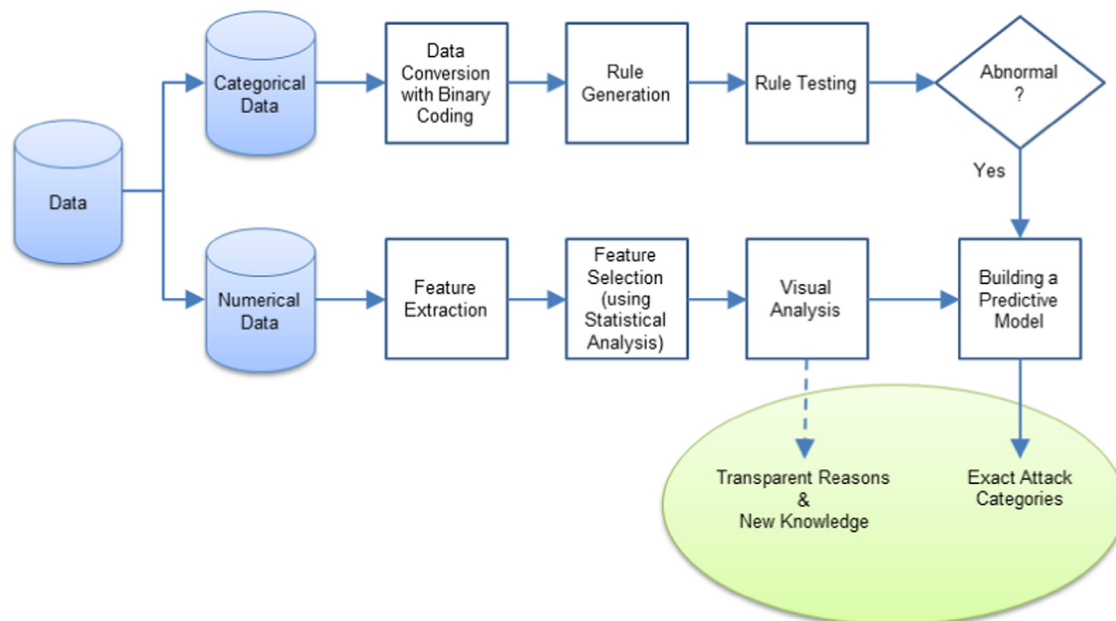 Data
Categorical
Data
Data
Conversion
with Binary
Coding
Rule
Generation
Rule Testing
Abnormal
?
Yes
Numerical
Data
Feature
Extraction
Feature
Selection
(using
Statistical
Analysis)
Visual
Analysis
Building a
Predictive
Model
Transparent Reasons
&
New Knowledge
Exact Attack
Categories